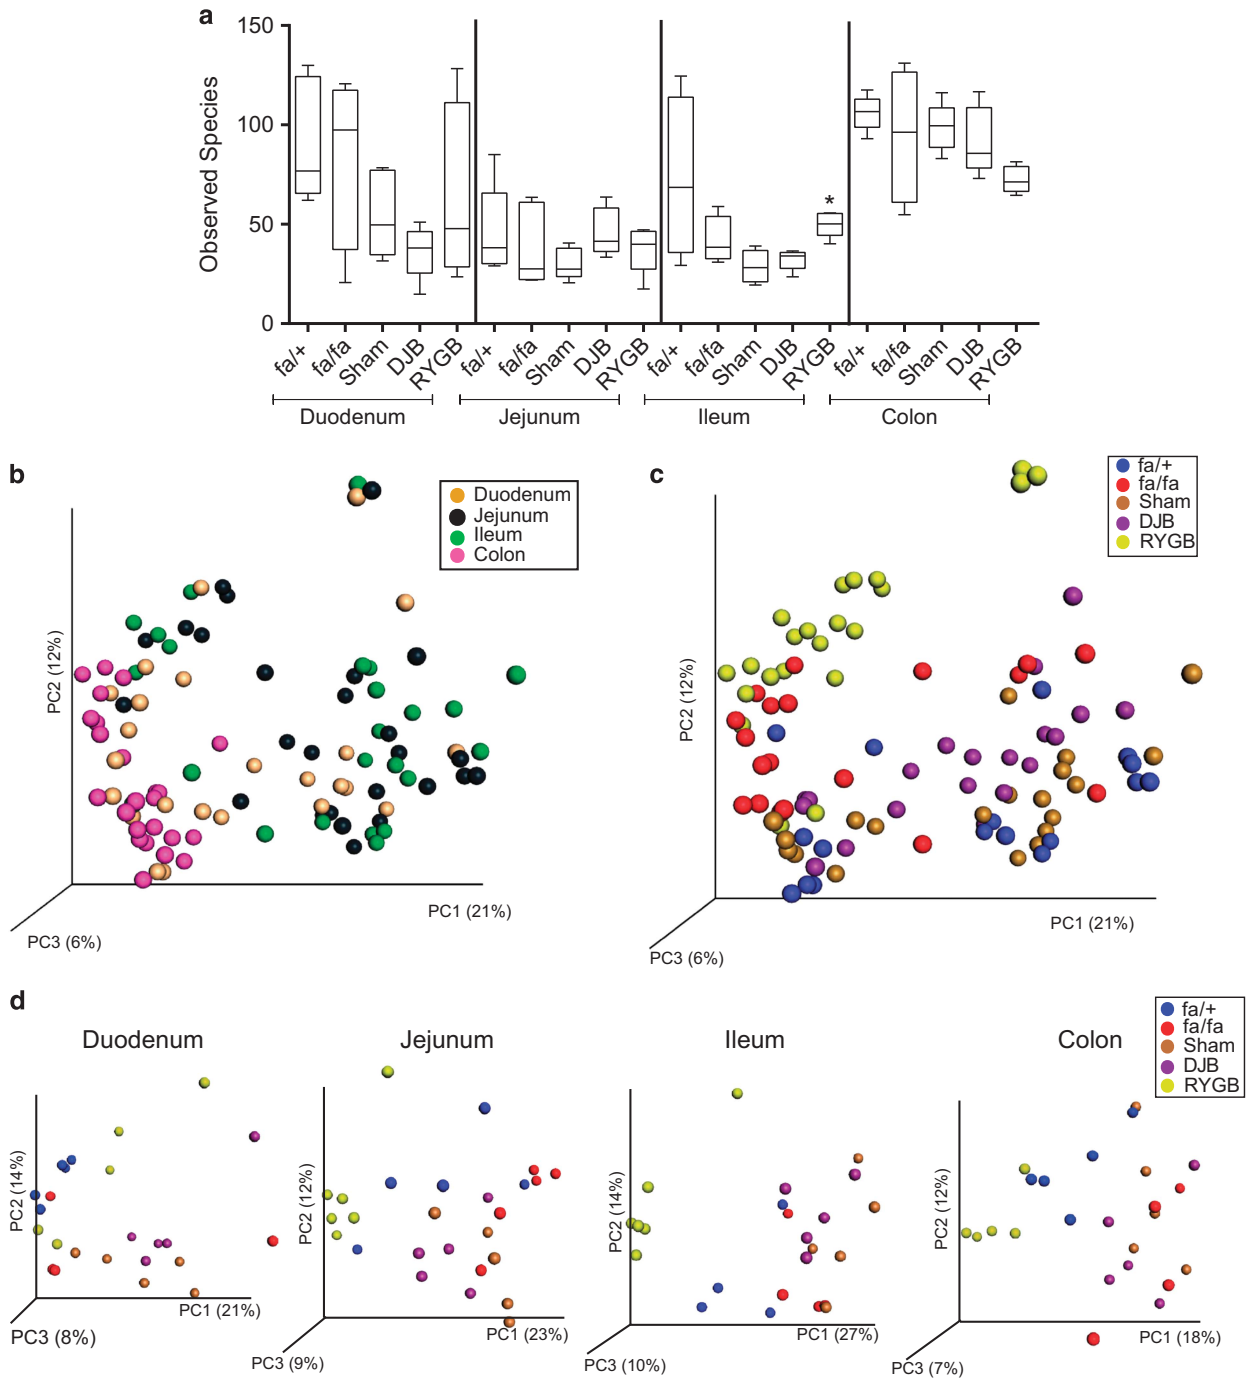 a
150
100
50
0
Observed Species
*
fa/+ fa/fa Sham DJB RYGB fa/+ fa/fa Sham DJB RYGB fa/+ fa/fa Sham DJB RYGB fa/+ fa/fa Sham DJB RYGB
Duodenum Jejunum Ileum Colon
b
Duodenum
Jejunum
Ileum
Colon
PC2 (12%)
PC1 (21%)
PC3 (6%)
c
fa/+
fa/fa
Sham
DJB
RYGB
PC2 (12%)
PC1 (21%)
PC3 (6%)
d
fa/+
fa/fa
Sham
DJB
RYGB
Duodenum
PC2 (14%)
PC1 (21%)
PC3 (8%)
Jejunum
PC2 (12%)
PC1 (23%)
PC3 (9%)
Ileum
PC2 (14%)
PC1 (27%)
PC3 (10%)
Colon
PC2 (12%)
PC1 (18%)
PC3 (7%)